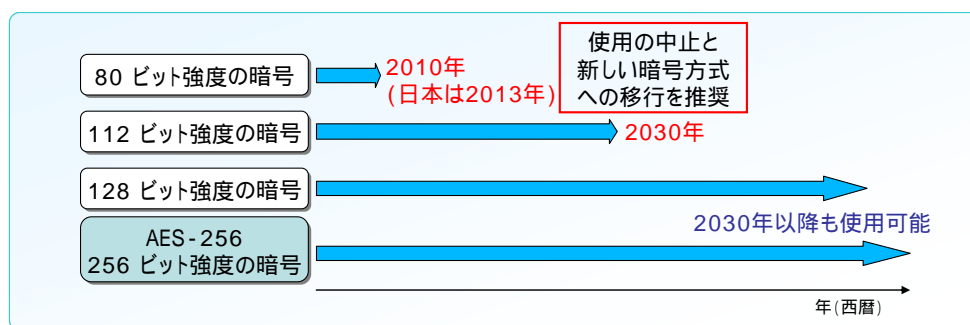 80 ビット強度の暗号
2010年
(日本は2013年)
使用の中止と
新しい暗号方式
への移行を推奨
112 ビット強度の暗号
2030年
128 ビット強度の暗号
2030年以降も使用可能
AES-256
256 ビット強度の暗号
年(西暦)